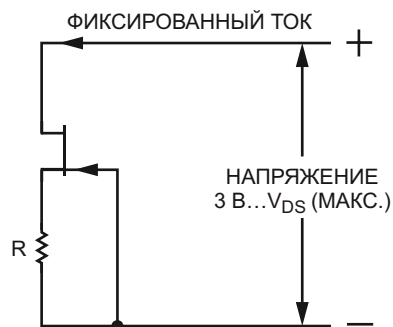 ФИКСИРОВАННЫЙ ТОК
+
НАПРЯЖЕНИЕ
3 В...V_DS (МАКС.)
R
–